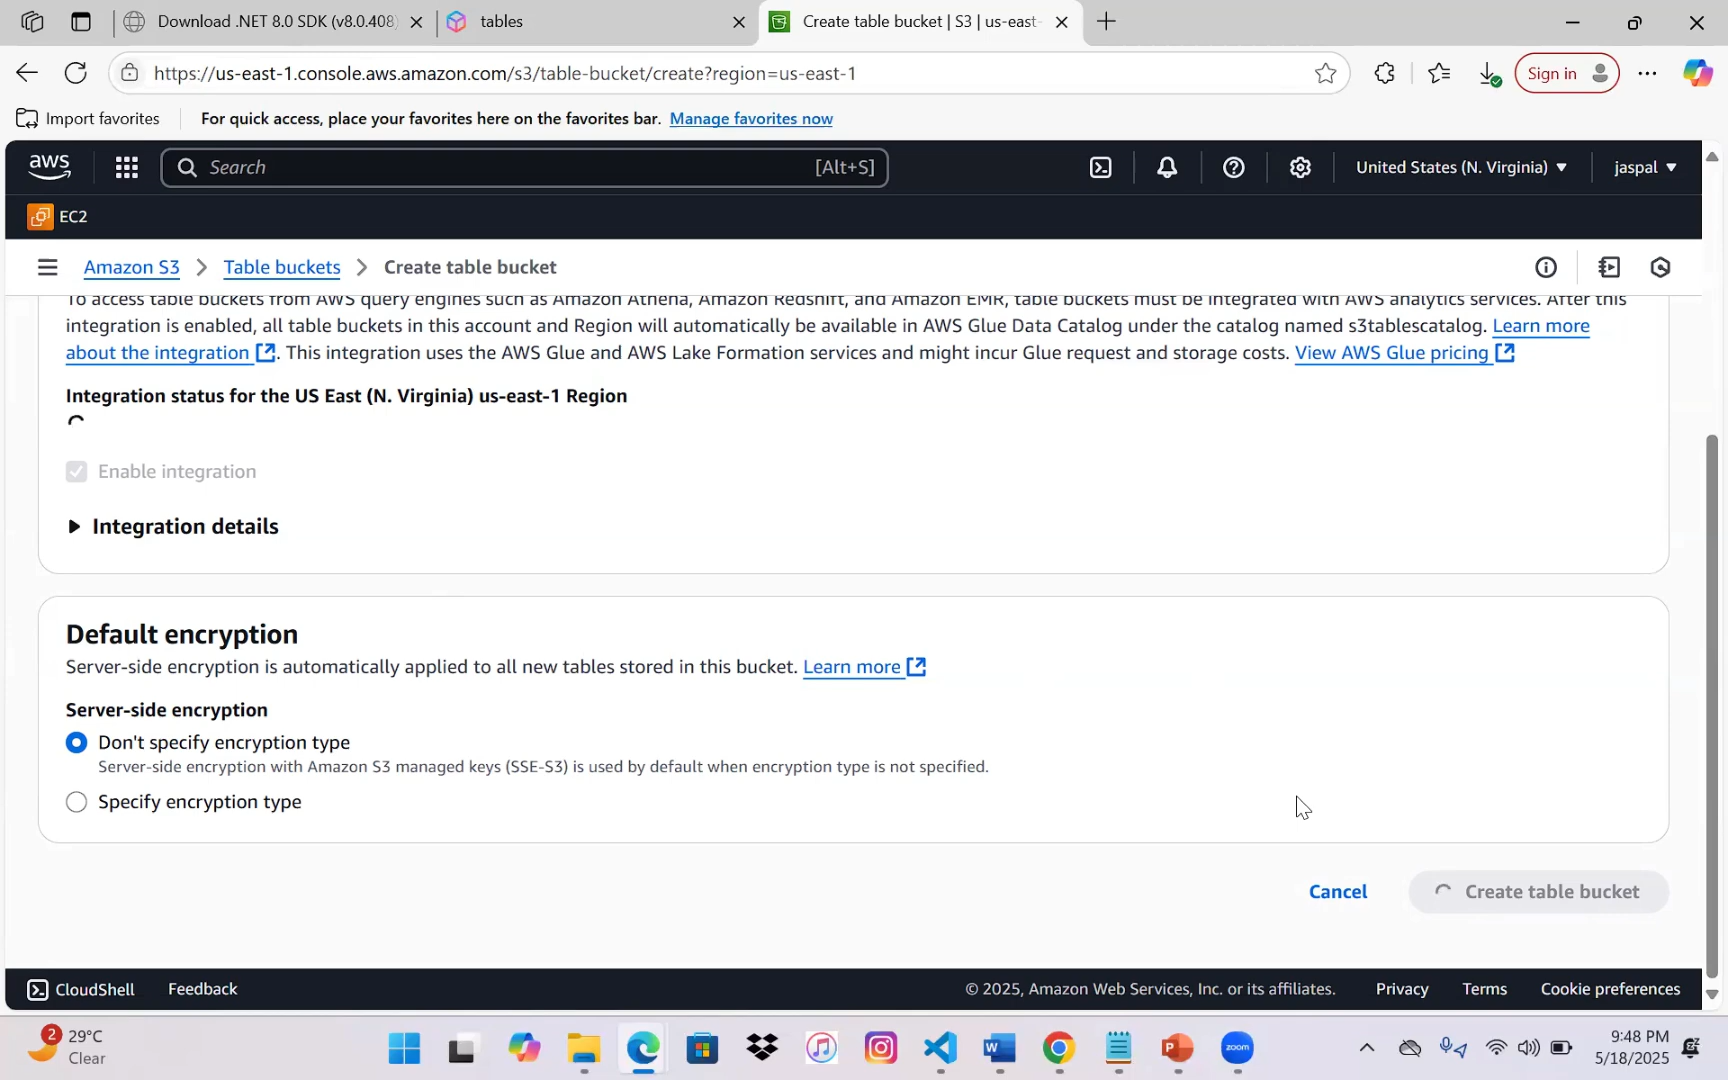 Download .NET 8.0 SDK (v8.0.408)
tables
Create table bucket | S3 | us-east-
https://us-east-1.console.aws.amazon.com/s3/table-bucket/create?region=us-east-1
Sign in
Import favorites
For quick access, place your favorites here on the favorites bar. Manage favorites now
aws
Search
[Alt+S]
United States (N. Virginia)
jaspal
EC2
Amazon S3
Table buckets
Create table bucket
To access table buckets from AWS query engines such as Amazon Athena, Amazon Redshift, and Amazon EMR, table buckets must be integrated with AWS analytics services. After this
integration is enabled, all table buckets in this account and Region will automatically be available in AWS Glue Data Catalog under the catalog named s3tablescatalog. Learn more
about the integration. This integration uses the AWS Glue and AWS Lake Formation services and might incur Glue request and storage costs. View AWS Glue pricing
Integration status for the US East (N. Virginia) us-east-1 Region
Enable integration
Integration details
Default encryption
Server-side encryption is automatically applied to all new tables stored in this bucket. Learn more
Server-side encryption
Don't specify encryption type
Server-side encryption with Amazon S3 managed keys (SSE-S3) is used by default when encryption type is not specified.
Specify encryption type
Cancel
Create table bucket
CloudShell
Feedback
© 2025, Amazon Web Services, Inc. or its affiliates.
Privacy
Terms
Cookie preferences
2
29°C
Clear
W
P
zoom
9:48 PM
5/18/2025